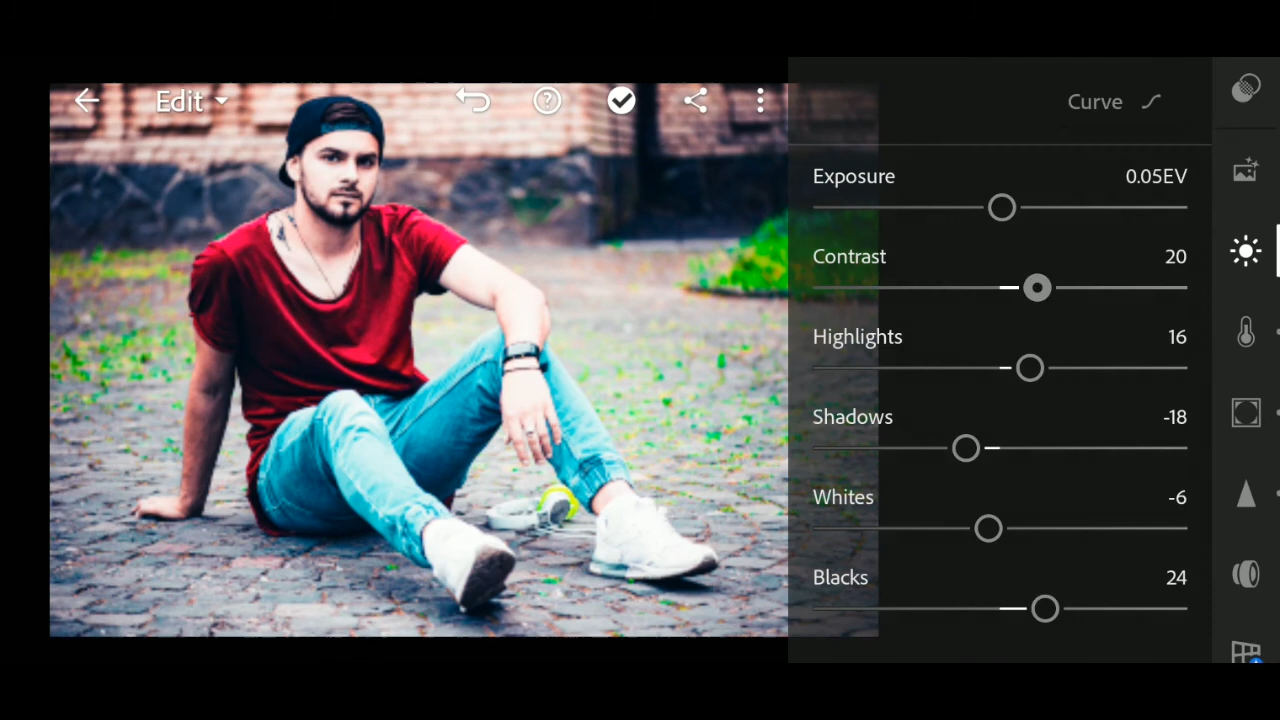 Edit
Curve
Exposure 0.05EV
Contrast 20
Highlights 16
Shadows -18
Whites -6
Blacks 24